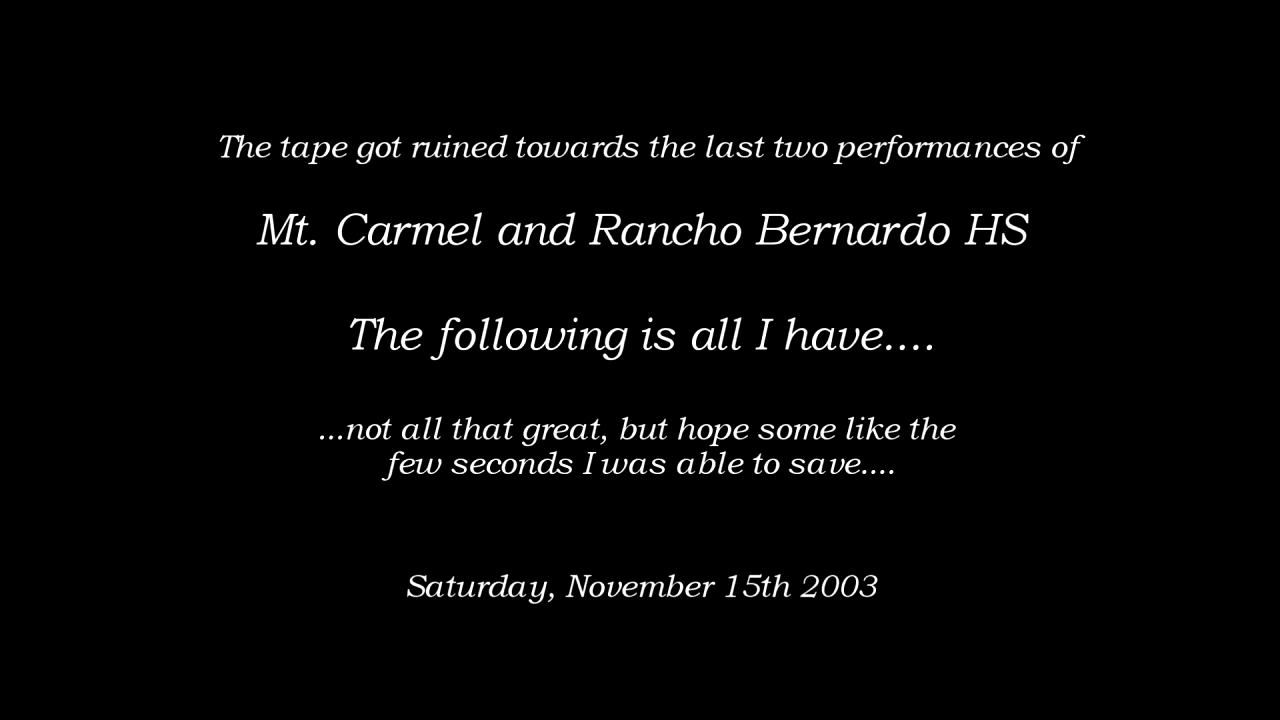 The tape got ruined towards the last two performances of
Mt. Carmel and Rancho Bernardo HS
The following is all I have....
...not all that great, but hope some like the
few seconds I was able to save....
Saturday, November 15th 2003